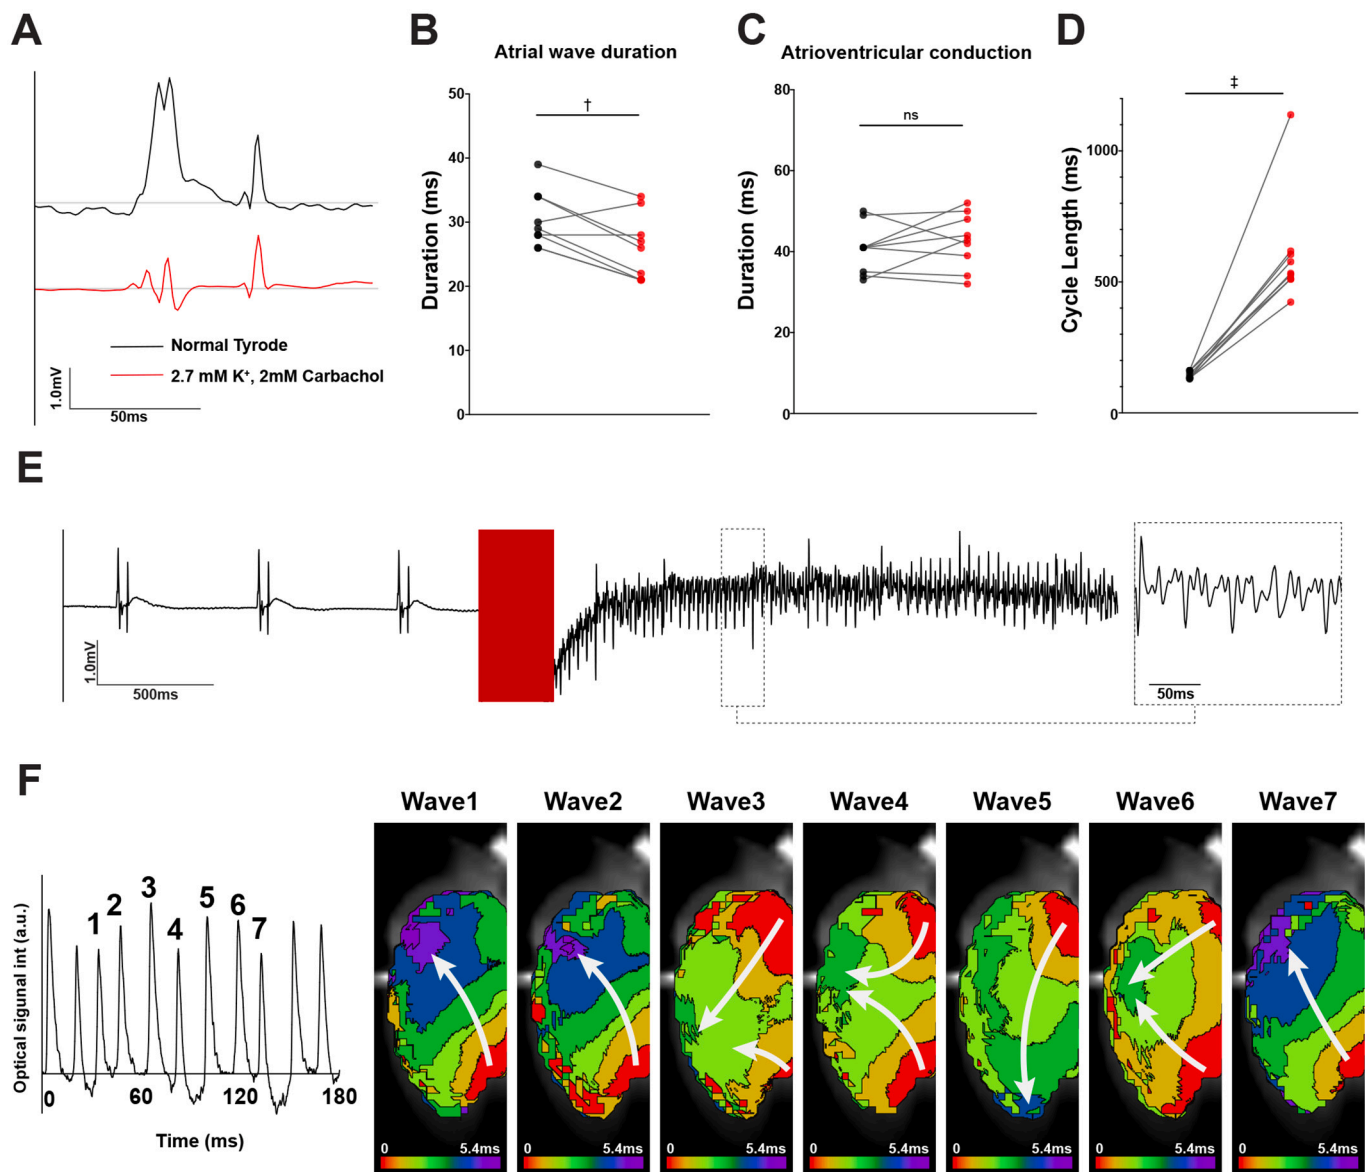 A
B
C
D
Atrial wave duration
Atrioventricular conduction
†
ns
‡
50
40
30
20
10
0
Duration (ms)
80
60
40
20
0
Duration (ms)
1000
500
0
Cycle Length (ms)
Normal Tyrode
2.7 mM K⁺, 2mM Carbachol
1.0mV
50ms
E
1.0mV
500ms
50ms
F
Wave1
Wave2
Wave3
Wave4
Wave5
Wave6
Wave7
Optical sigunal int (a.u.)
1
2
3
4
5
6
7
0
60
120
180
Time (ms)
0 5.4ms
0 5.4ms
0 5.4ms
0 5.4ms
0 5.4ms
0 5.4ms
0 5.4ms